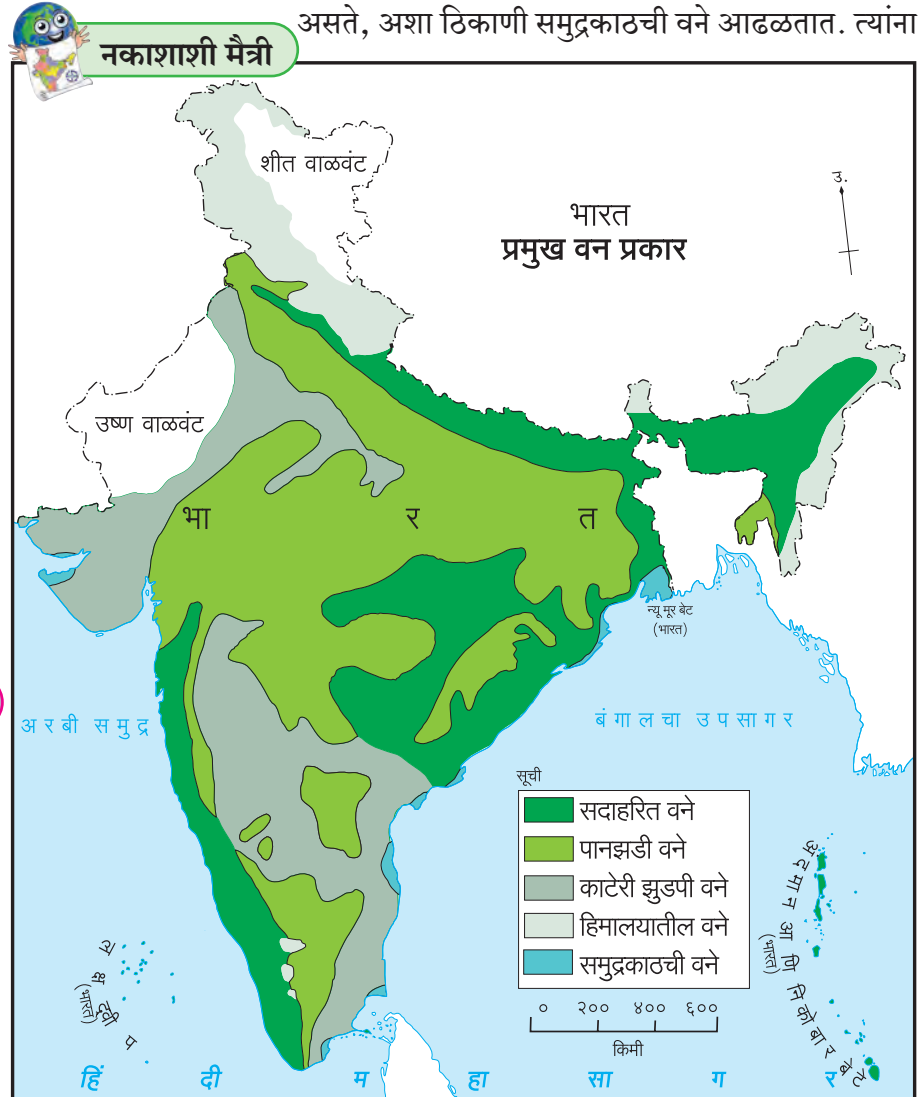 असते, अशा ठिकाणी समुद्रकाठची वने आढळतात. त्यांना
नकाशाशी मैत्री
शीत वाळवंट
उ.
भारत
प्रमुख वन प्रकार
उष्ण वाळवंट
भा र त
न्यू मूर बेट
(भारत)
अरबी समुद्र
बंगालचा उपसागर
सूची
सदाहरित वने
पानझडी वने
काटेरी झुडपी वने
हिमालयातील वने
समुद्रकाठची वने
० २०० ४०० ६००
किमी
अंदमान आणि निकोबार बेटे
(भारत)
लक्षद्वीप
(भारत)
हिंदी महासागर